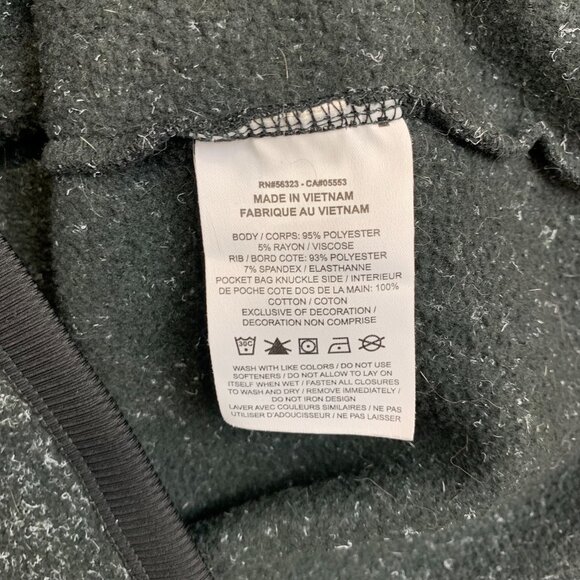 RN#56323 - CA#05553
MADE IN VIETNAM
FABRIQUE AU VIETNAM
BODY / CORPS: 95% POLYESTER
5% RAYON / VISCOSE
RIB / BORD COTE: 93% POLYESTER
7% SPANDEX / ELASTHANNE
POCKET BAG KNUCKLE SIDE / INTERIEUR
DE POCHE COTE DOS DE LA MAIN: 100%
COTTON / COTON
EXCLUSIVE OF DECORATION /
DECORATION NON COMPRISE
30C
WASH WITH LIKE COLORS / DO NOT USE
SOFTENERS / DO NOT ALLOW TO LAY ON
ITSELF WHEN WET / FASTEN ALL CLOSURES
TO WASH AND DRY / REMOVE IMMEDIATELY /
DO NOT IRON DESIGN
LAVER AVEC COULEURS SIMILAIRES / NE PAS
UTILISER D'ADOUCISSEUR / NE PAS LAISSER